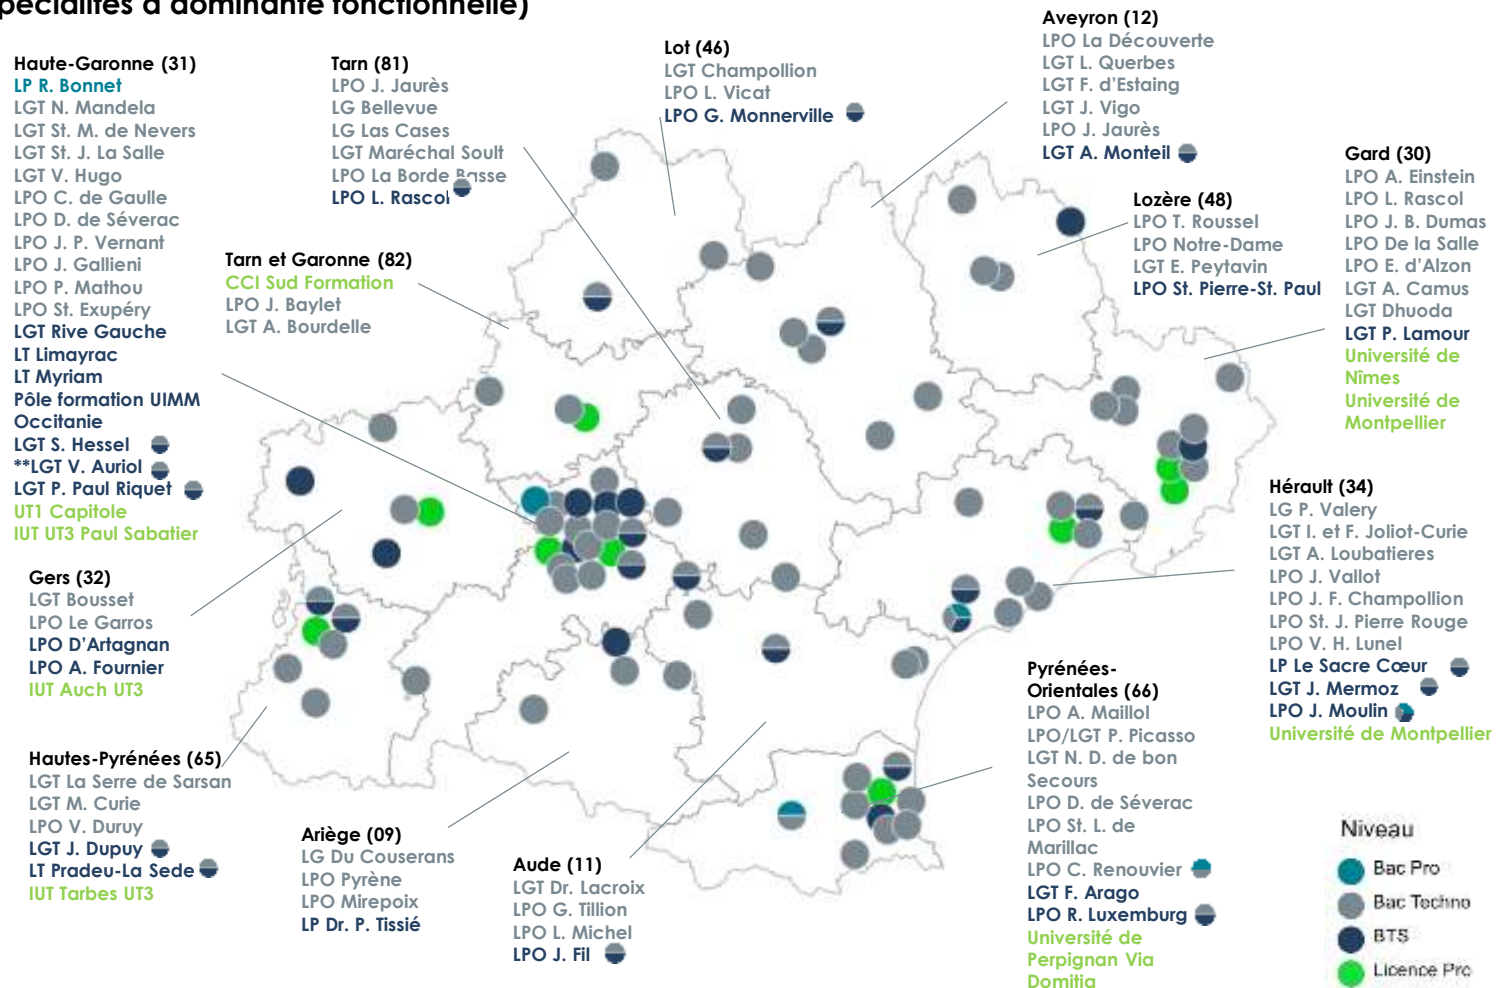 pécialités à dominante fonctionnelle)
Haute-Garonne (31)
LP R. Bonnet
LGT N. Mandela
LGT St. M. de Nevers
LGT St. J. La Salle
LGT V. Hugo
LPO C. de Gaulle
LPO D. de Séverac
LPO J. P. Vernant
LPO J. Gallieni
LPO P. Mathou
LPO St. Exupéry
LGT Rive Gauche
LT Limayrac
LT Myriam
Pôle formation UIMM
Occitanie
LGT S. Hessel
**LGT V. Auriol
LGT P. Paul Riquet
UT1 Capitole
IUT UT3 Paul Sabatier
Tarn (81)
LPO J. Jaurès
LG Bellevue
LG Las Cases
LGT Maréchal Soult
LPO La Borde Basse
LPO L. Rascol
Tarn et Garonne (82)
CCI Sud Formation
LPO J. Baylet
LGT A. Bourdelle
Lot (46)
LGT Champollion
LPO L. Vicat
LPO G. Monnerville
Aveyron (12)
LPO La Découverte
LGT L. Querbes
LGT F. d'Estaing
LGT J. Vigo
LPO J. Jaurès
LGT A. Monteil
Lozère (48)
LPO T. Roussel
LPO Notre-Dame
LGT E. Peytavin
LPO St. Pierre-St. Paul
Gard (30)
LPO A. Einstein
LPO L. Rascol
LPO J. B. Dumas
LPO De la Salle
LPO E. d'Alzon
LGT A. Camus
LGT Dhuoda
LGT P. Lamour
Université de
Nîmes
Université de
Montpellier
Hérault (34)
LG P. Valery
LGT I. et F. Joliot-Curie
LGT A. Loubatieres
LPO J. Vallot
LPO J. F. Champollion
LPO St. J. Pierre Rouge
LPO V. H. Lunel
LP Le Sacre Cœur
LGT J. Mermoz
LPO J. Moulin
Université de Montpellier
Gers (32)
LGT Bousset
LPO Le Garros
LPO D'Artagnan
LPO A. Fournier
IUT Auch UT3
Hautes-Pyrénées (65)
LGT La Serre de Sarsan
LGT M. Curie
LPO V. Duruy
LGT J. Dupuy
LT Pradeu-La Sede
IUT Tarbes UT3
Ariège (09)
LG Du Couserans
LPO Pyrène
LPO Mirepoix
LP Dr. P. Tissié
Aude (11)
LGT Dr. Lacroix
LPO G. Tillion
LPO L. Michel
LPO J. Fil
Pyrénées-
Orientales (66)
LPO A. Maillol
LPO/LGT P. Picasso
LGT N. D. de bon
Secours
LPO D. de Séverac
LPO St. L. de
Marillac
LPO C. Renouvier
LGT F. Arago
LPO R. Luxemburg
Université de
Perpignan Via
Domitia
Niveau
Bac Pro
Bac Techno
BTS
Licence Pro